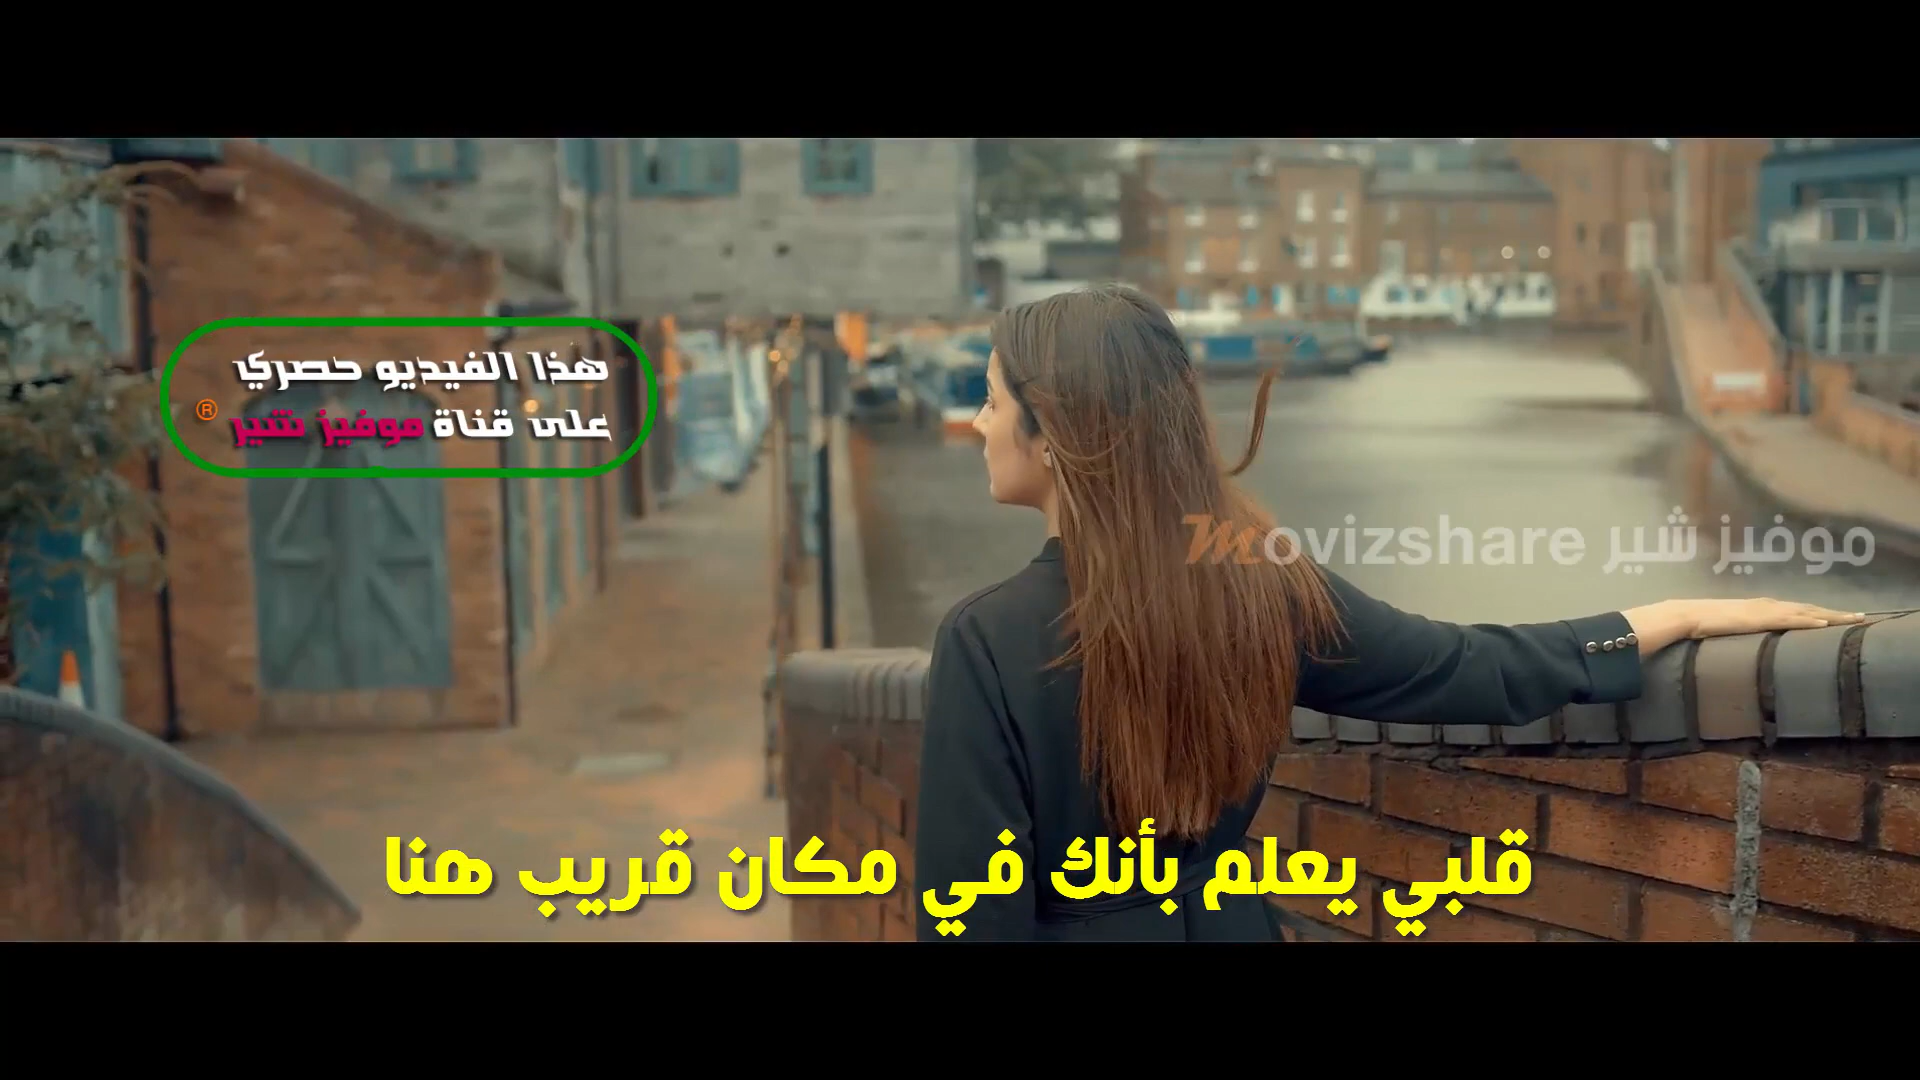 هذا الفيديو حصري
على قناة موفيز شير ®
Movizshare موفيز شير
قلبي يعلم بأنك في مكان قريب هنا